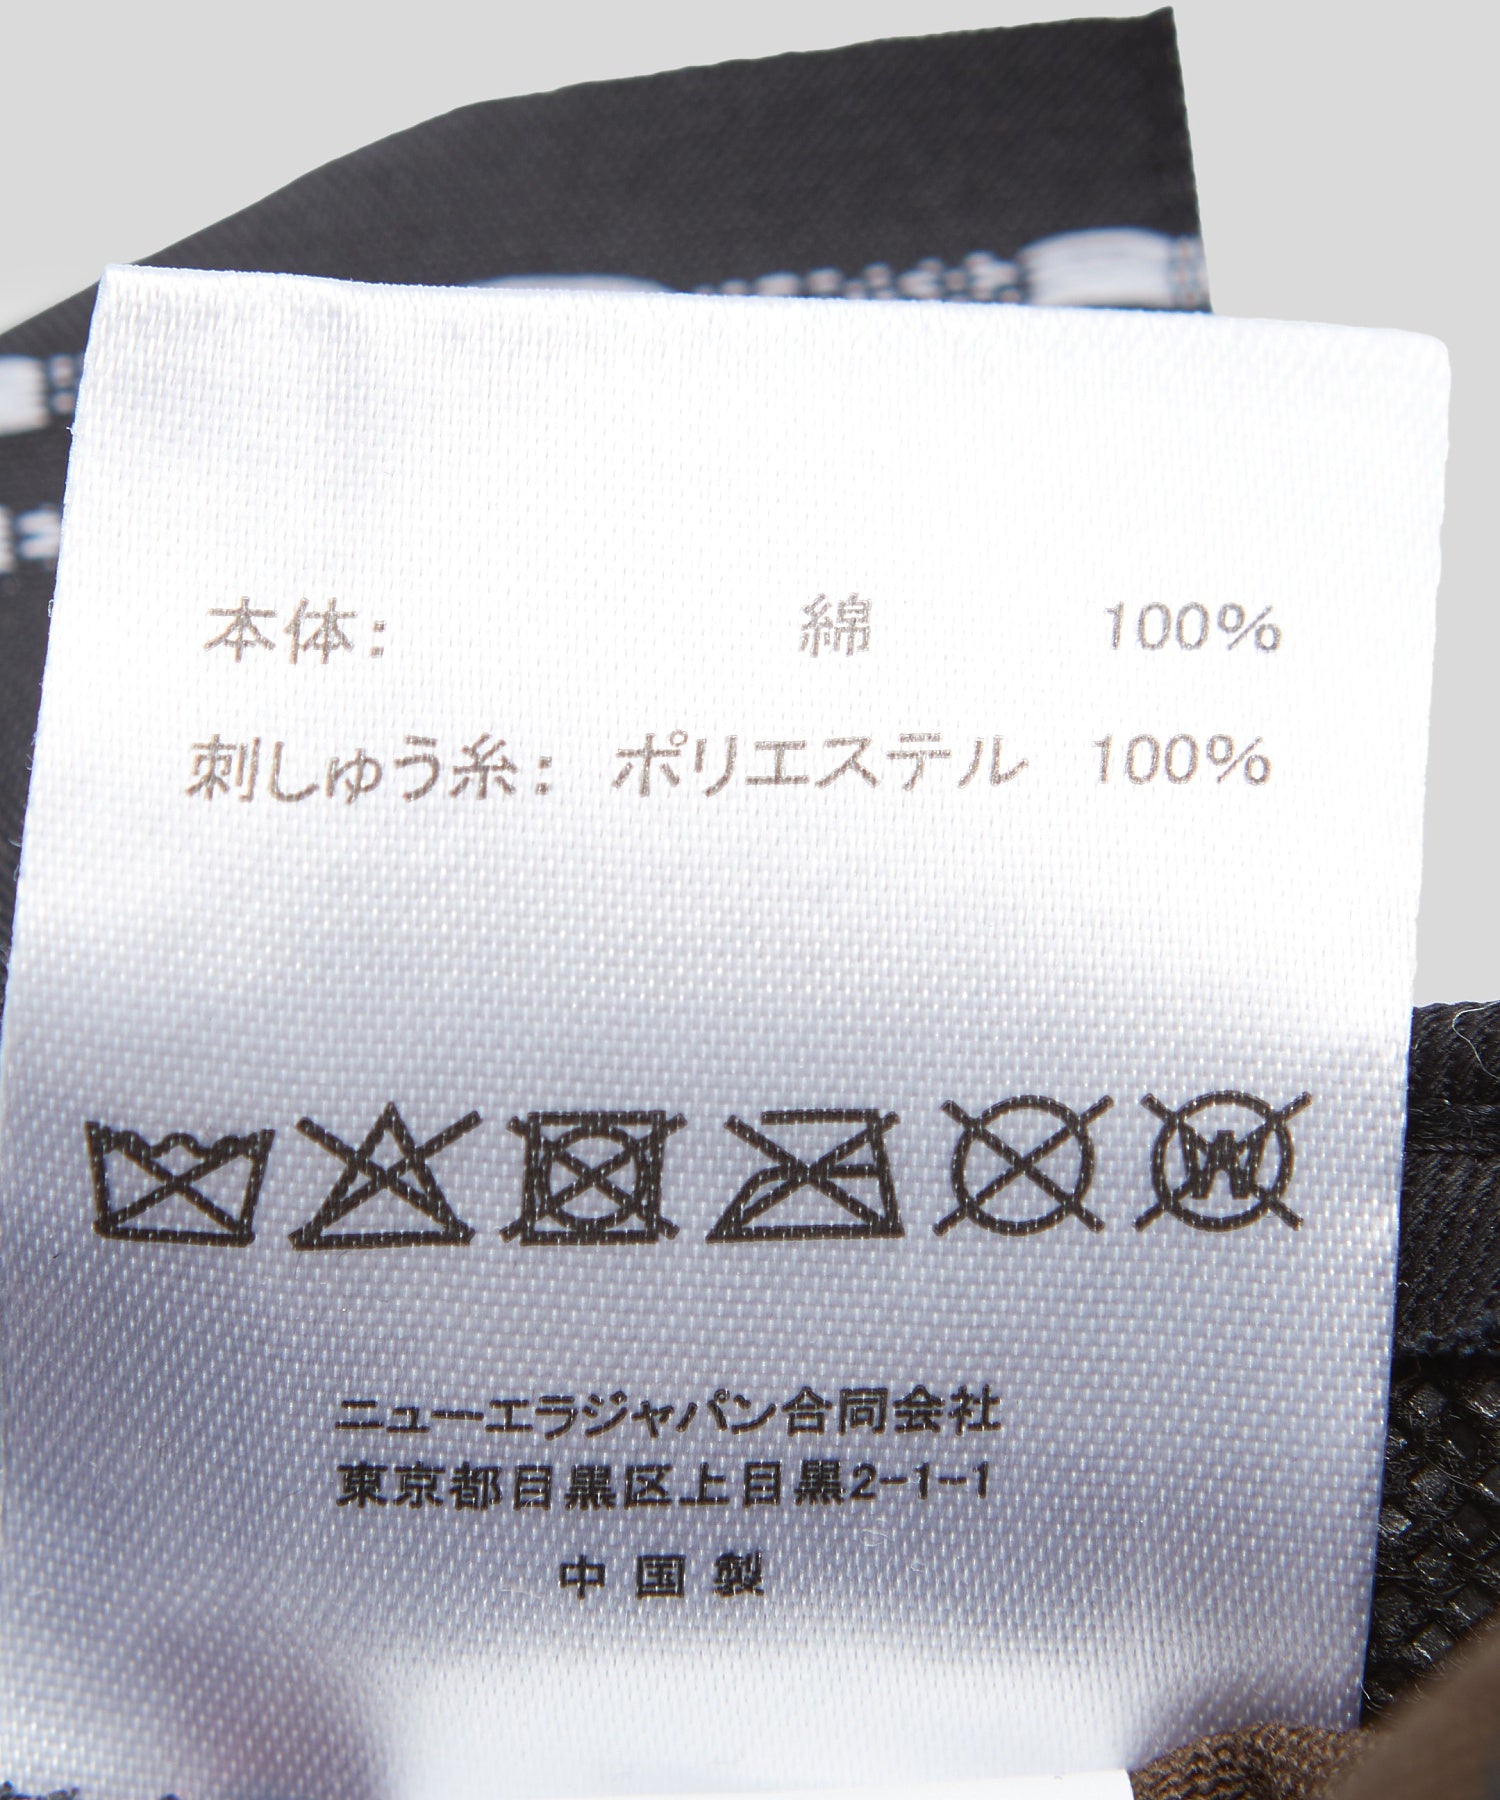 本体: 綿 100%
刺しゅう糸: ポリエステル 100%
ニューエラジャパン合同会社
東京都目黒区上目黒2-1-1
中国製